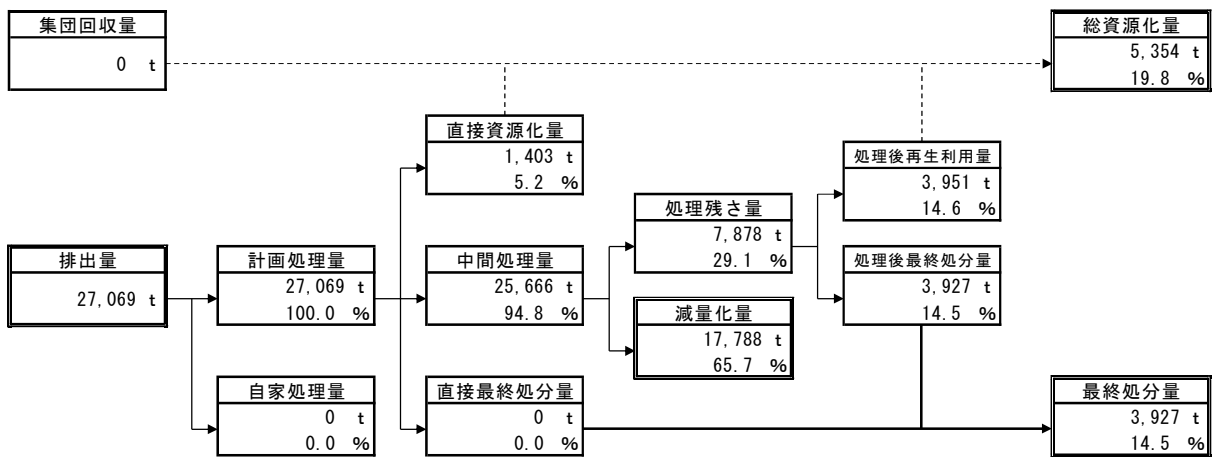 集団回収量
0 t
総資源化量
5,354 t
19.8 %
直接資源化量
1,403 t
5.2 %
処理後再生利用量
3,951 t
14.6 %
処理残さ量
7,878 t
29.1 %
排出量
27,069 t
計画処理量
27,069 t
100.0 %
中間処理量
25,666 t
94.8 %
処理後最終処分量
3,927 t
14.5 %
減量化量
17,788 t
65.7 %
自家処理量
0 t
0.0 %
直接最終処分量
0 t
0.0 %
最終処分量
3,927 t
14.5 %